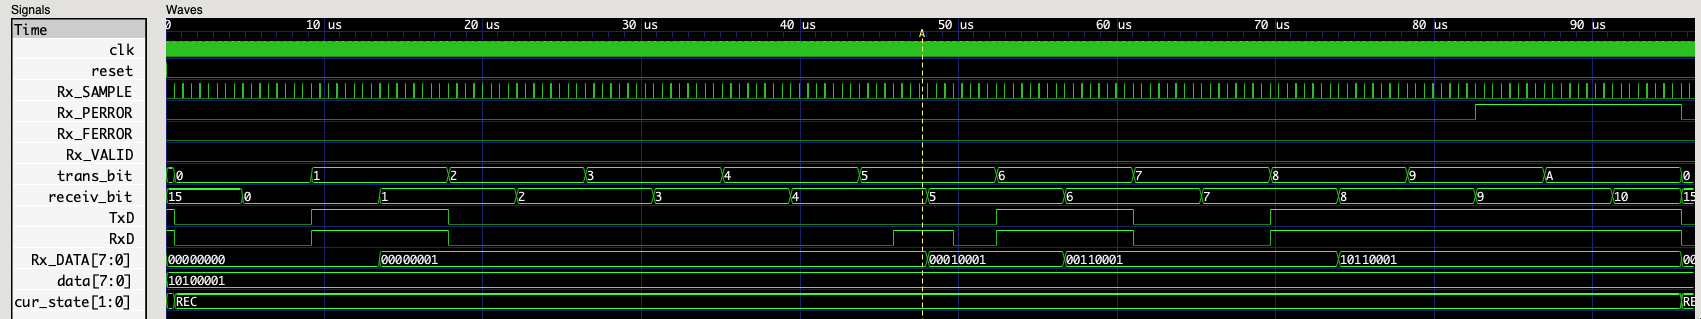 Signals Waves
Time 0 10 us 20 us 30 us 40 us 50 us 60 us 70 us 80 us 90 us
A
clk
reset
Rx_SAMPLE
Rx_PERROR
Rx_FERROR
Rx_VALID
trans_bit 0 1 2 3 4 5 6 7 8 9 A 0
receiv_bit 15 0 1 2 3 4 5 6 7 8 9 10 15
TxD
RxD
Rx_DATA[7:0] 00000000 00000001 00010001 00110001 10110001 00
data[7:0] 10100001
cur_state[1:0] REC RE